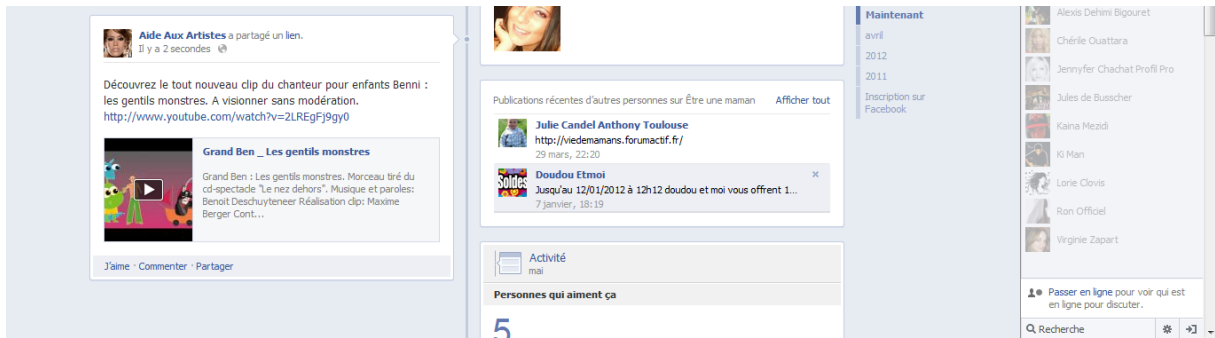 Aide Aux Artistes a partagé un lien.
Il y a 2 secondes
Découvrez le tout nouveau clip du chanteur pour enfants Benni :
les gentils monstres. A visionner sans modération.
http://www.youtube.com/watch?v=2LREgFJ9gy0
Grand Ben _ Les gentils monstres
Grand Ben : Les gentils monstres. Morceau tiré du
cd-spectacle "Le nez dehors". Musique et paroles:
Benoit Deschuyteneer Réalisation clip: Maxime
Berger Cont...
J'aime · Commenter · Partager
Publications récentes d'autres personnes sur Être une maman
Afficher tout
Julie Candel Anthony Toulouse
http://viedemamans.forumactif.fr/
29 mars, 22:20
Soldes
Doudou Etmoi
Jusqu'au 12/01/2012 à 12h12 doudou et moi vous offrent 1...
7 janvier, 18:19
Activité
mai
Personnes qui aiment ça
5
Maintenant
avril
2012
2011
Inscription sur
Facebook
Alexis Dehimi Bigouret
Chérile Ouattara
Jennyfer Chachat Profil Pro
Jules de Busscher
Kaina Mezidi
Ki Man
Lorie Clovis
Ron Officiel
Virginie Zapart
Passer en ligne pour voir qui est
en ligne pour discuter.
Recherche